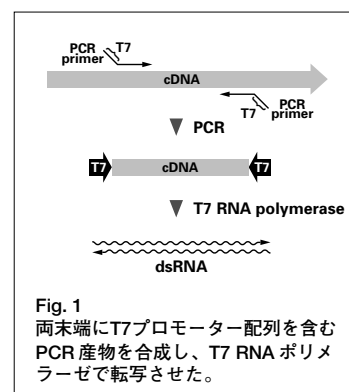 PCR primer T7
cDNA
T7 PCR primer
PCR
T7 cDNA T7
T7 RNA polymerase
dsRNA
Fig. 1
両末端にT7プロモーター配列を含む
PCR 産物を合成し、T7 RNA ポリメ
ラーゼで転写させた。